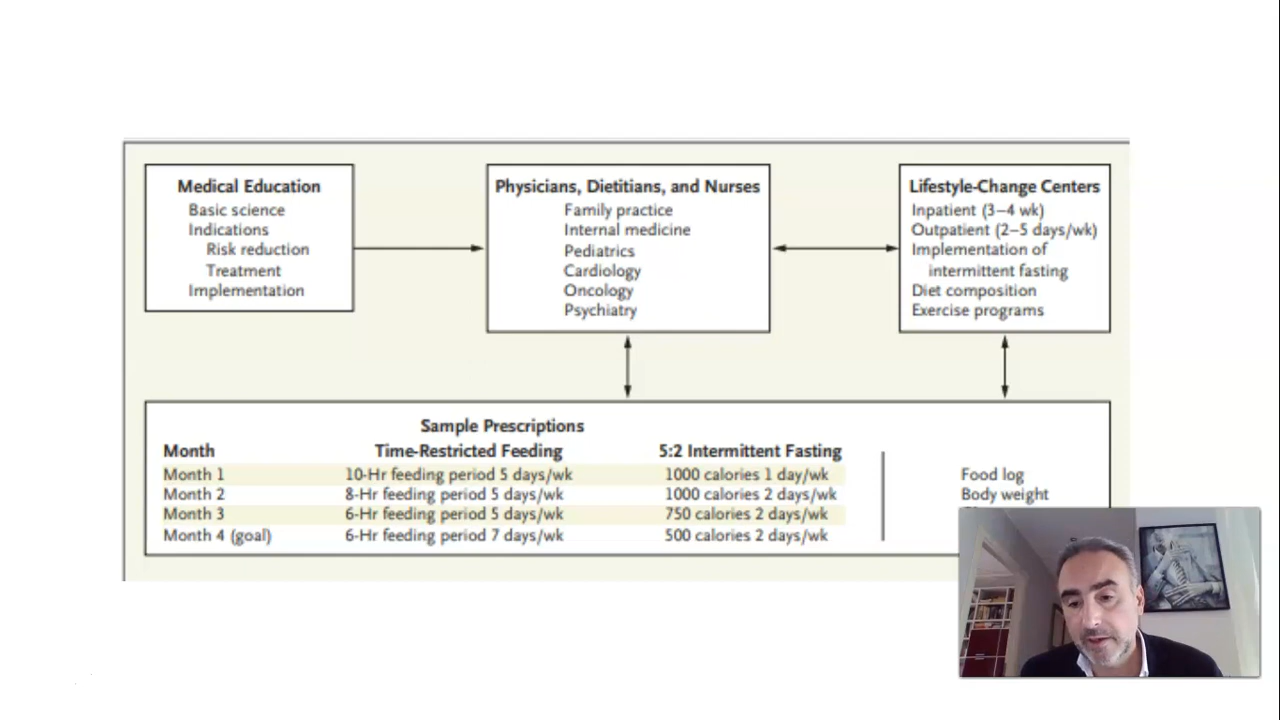 Medical Education
Basic science
Indications
Risk reduction
Treatment
Implementation
Physicians, Dietitians, and Nurses
Family practice
Internal medicine
Pediatrics
Cardiology
Oncology
Psychiatry
Lifestyle-Change Centers
Inpatient (3–4 wk)
Outpatient (2–5 days/wk)
Implementation of
intermittent fasting
Diet composition
Exercise programs
Sample Prescriptions
Month Time-Restricted Feeding 5:2 Intermittent Fasting
Month 1 10-Hr feeding period 5 days/wk 1000 calories 1 day/wk Food log
Month 2 8-Hr feeding period 5 days/wk 1000 calories 2 days/wk Body weight
Month 3 6-Hr feeding period 5 days/wk 750 calories 2 days/wk
Month 4 (goal) 6-Hr feeding period 7 days/wk 500 calories 2 days/wk